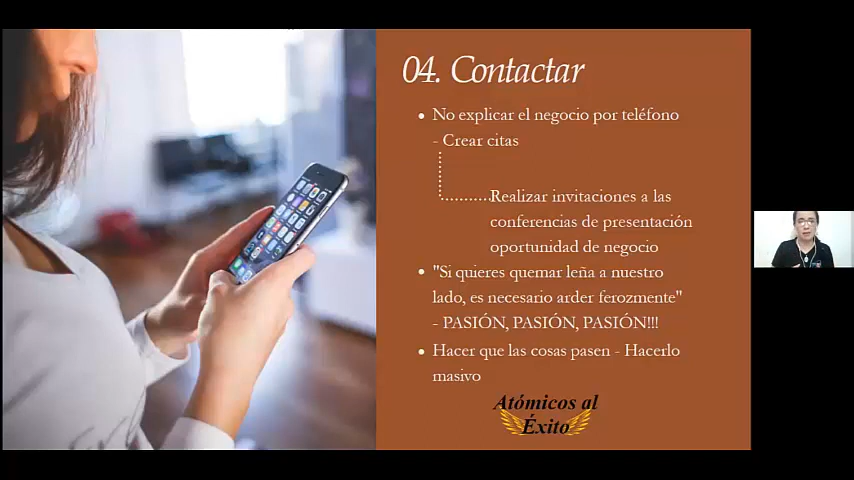 04. Contactar
No explicar el negocio por teléfono
- Crear citas
Realizar invitaciones a las
conferencias de presentación
oportunidad de negocio
"Si quieres quemar leña a nuestro
lado, es necesario arder ferozmente"
- PASIÓN, PASIÓN, PASIÓN!!!
Hacer que las cosas pasen - Hacerlo
masivo
Atómicos al
Éxito